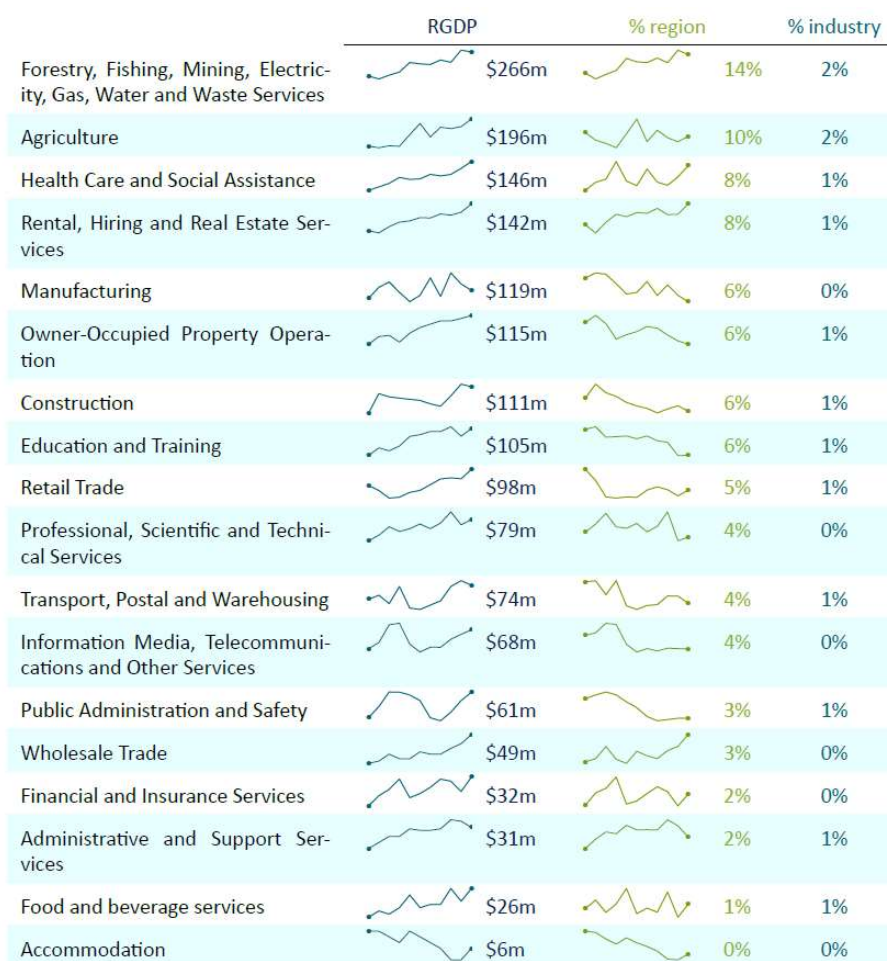 RGDP % region % industry
Forestry, Fishing, Mining, Electric- $266m 14% 2%
ity, Gas, Water and Waste Services
Agriculture $196m 10% 2%
Health Care and Social Assistance $146m 8% 1%
Rental, Hiring and Real Estate Ser- $142m 8% 1%
vices
Manufacturing $119m 6% 0%
Owner-Occupied Property Opera- $115m 6% 1%
tion
Construction $111m 6% 1%
Education and Training $105m 6% 1%
Retail Trade $98m 5% 1%
Professional, Scientific and Techni- $79m 4% 0%
cal Services
Transport, Postal and Warehousing $74m 4% 1%
Information Media, Telecommuni- $68m 4% 0%
cations and Other Services
Public Administration and Safety $61m 3% 1%
Wholesale Trade $49m 3% 0%
Financial and Insurance Services $32m 2% 0%
Administrative and Support Ser- $31m 2% 1%
vices
Food and beverage services $26m 1% 1%
Accommodation $6m 0% 0%